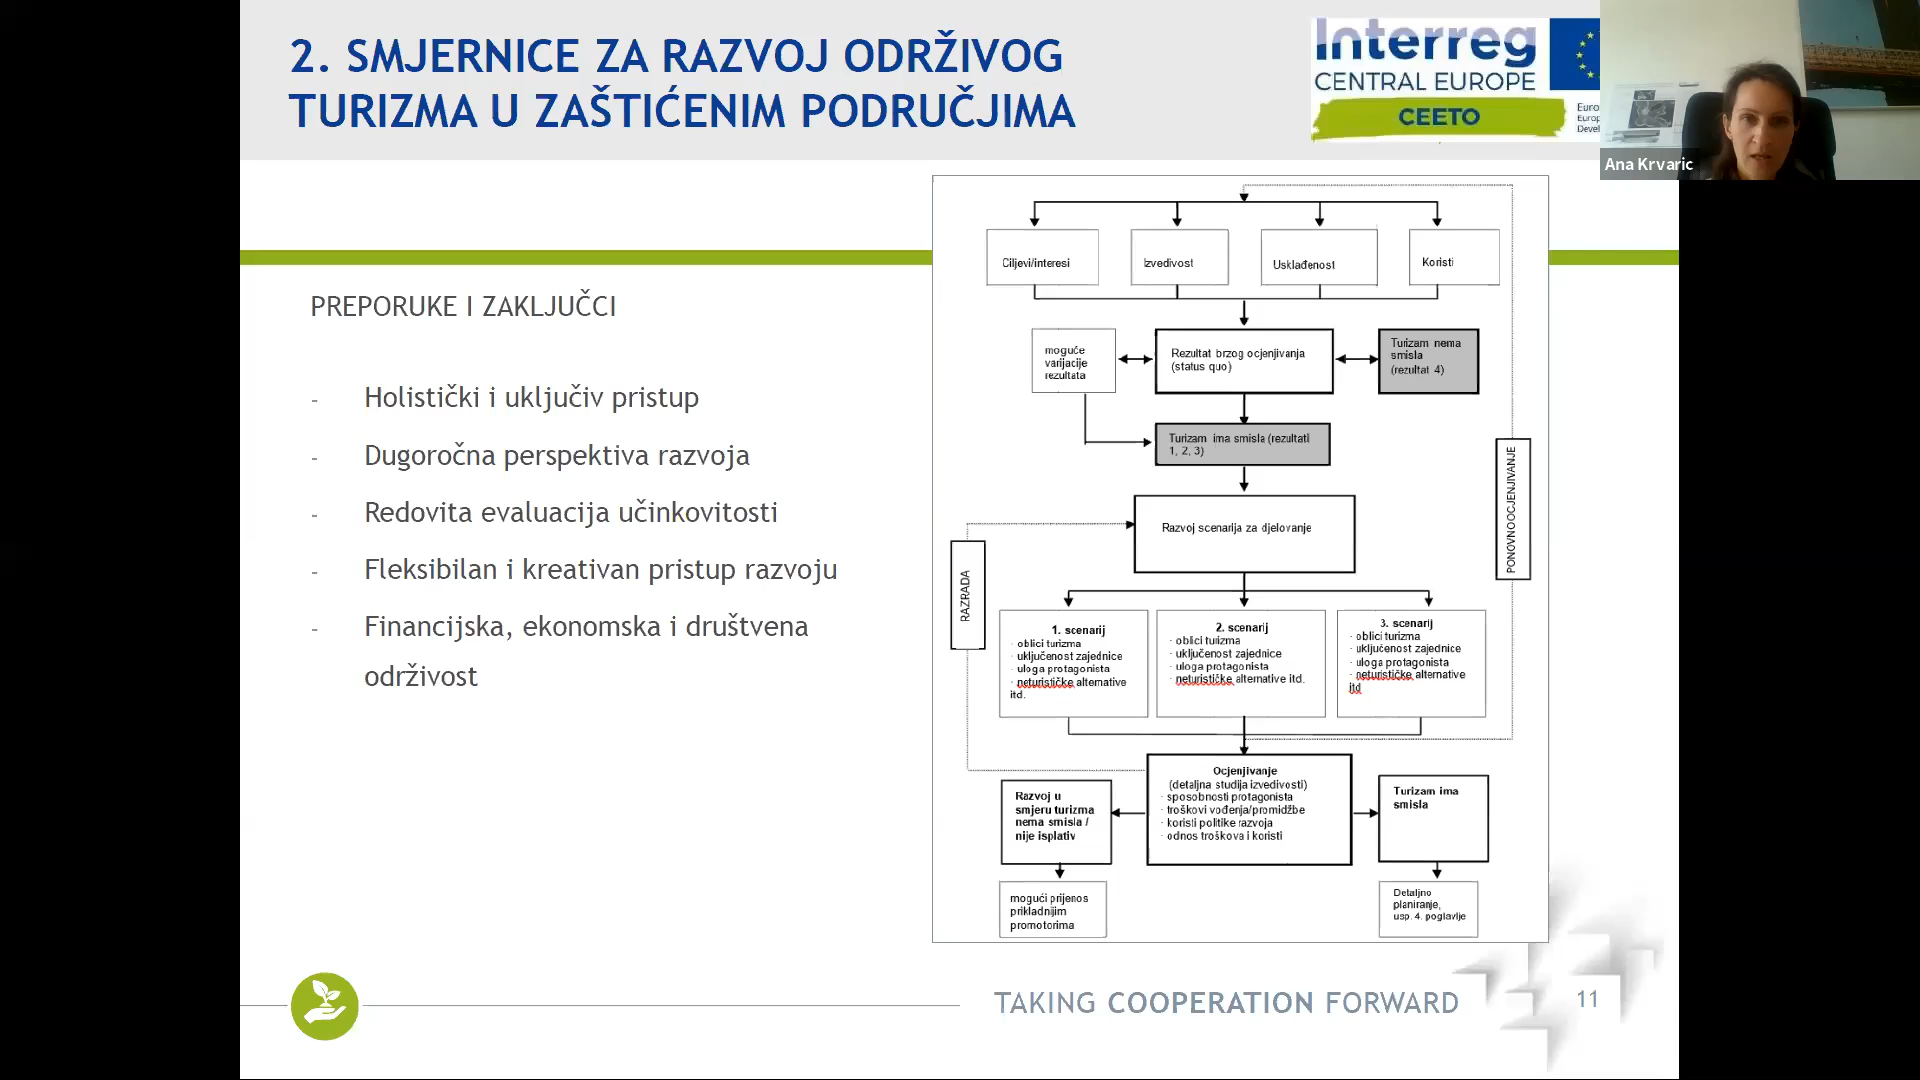 2. SMJERNICE ZA RAZVOJ ODRŽIVOG
TURIZMA U ZAŠTIĆENIM PODRUČJIMA
Interreg
CENTRAL EUROPE
CEETO
Ana Krvaric
PREPORUKE I ZAKLJUČCI
- Holistički i uključiv pristup
- Dugoročna perspektiva razvoja
- Redovita evaluacija učinkovitosti
- Fleksibilan i kreativan pristup razvoju
- Financijska, ekonomska i društvena
održivost
Ciljevi/interesi
Izvedivost
Usklađenost
Koristi
moguće
varijacije
rezultata
Rezultat brzog ocjenjivanja
(status quo)
Turizam nema
smisla
(rezultat 4)
Turizam ima smisla (rezultati
1, 2, 3)
Razvoj scenarija za djelovanje
RAZRADA
PONOVNOOCJENJIVANJE
1. scenarij
· oblici turizma
· uključenost zajednice
· uloga protagonista
· neturističke alternative
itd.
2. scenarij
· oblici turizma
· uključenost zajednice
· uloga protagonista
· neturističke alternative itd.
3. scenarij
· oblici turizma
· uključenost zajednice
· uloga protagonista
· neturističke alternative
itd
Ocjenjivanje
(detaljna studija izvedivosti)
· sposobnosti protagonista
· troškovi vođenja/promidžbe
· koristi politike razvoja
· odnos troškova i koristi
Razvoj u
smjeru turizma
nema smisla /
nije isplativ
Turizam ima
smisla
mogući prijenos
prikladnijim
promotorima
Detaljno
planiranje,
usp. 4. poglavlje
TAKING COOPERATION FORWARD
11